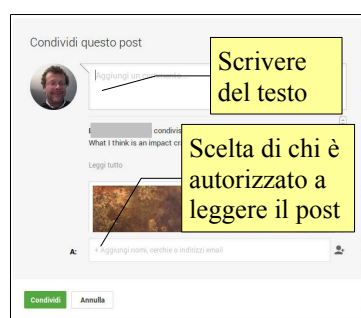 Condividi questo post
Aggiungi un commento...
Scrivere
del testo
condivis
What I think is an impact cra
Leggi tutto
Scelta di chi è
autorizzato a
leggere il post
A: + Aggiungi nomi, cerchie o indirizzi email
Condividi Annulla